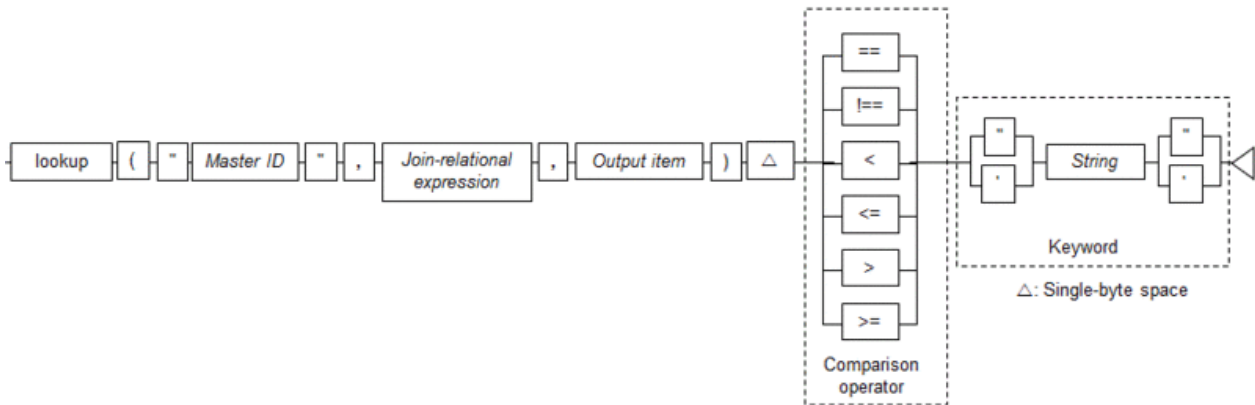 ==
!==
"
"
lookup
(
"
Master ID
"
,
Join-relational
expression
,
Output item
)
△
<
String
'
'
<=
Keyword
>
△: Single-byte space
>=
Comparison
operator